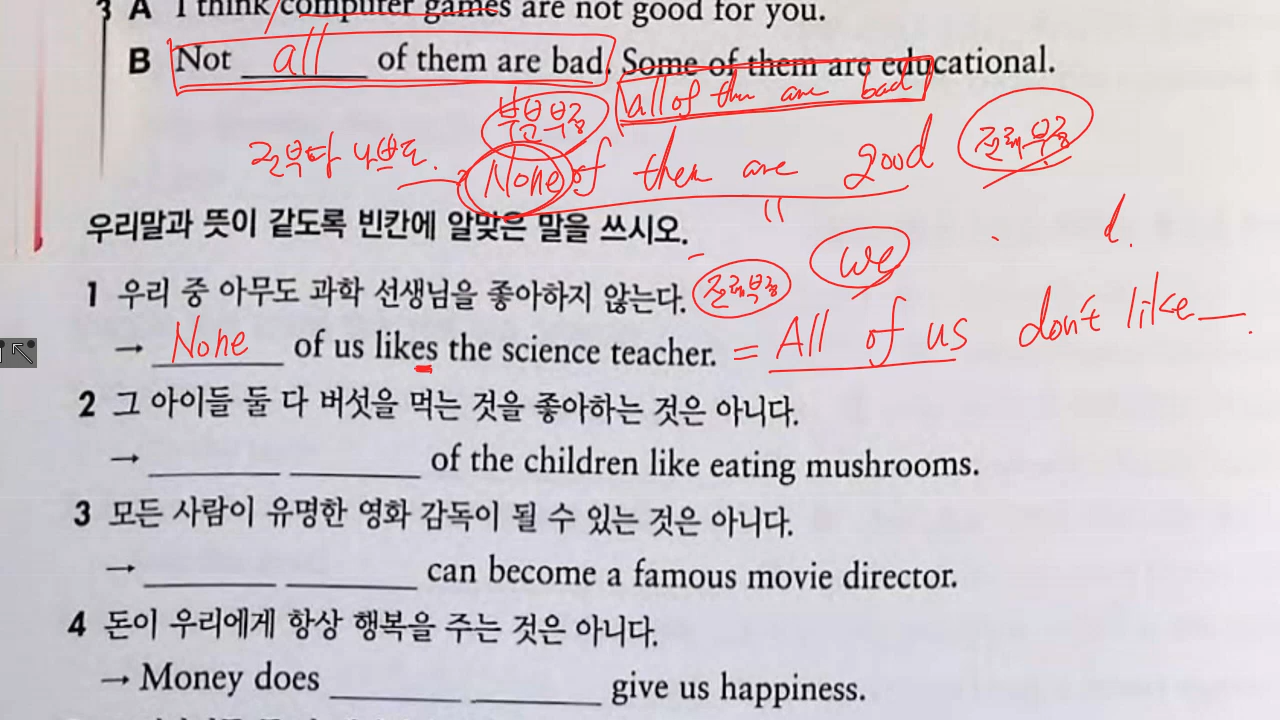 3 A I think computer games are not good for you.
B Not all of them are bad. Some of them are educational.
all of them are bad
부분부정
전부다 나쁘다.
None of them are good
전체부정
우리말과 뜻이 같도록 빈칸에 알맞은 말을 쓰시오.
we
d.
1 우리 중 아무도 과학 선생님을 좋아하지 않는다.
전체부정
→ None of us likes the science teacher. = All of us don't like
2 그 아이들 둘 다 버섯을 먹는 것을 좋아하는 것은 아니다.
→ of the children like eating mushrooms.
3 모든 사람이 유명한 영화 감독이 될 수 있는 것은 아니다.
→ can become a famous movie director.
4 돈이 우리에게 항상 행복을 주는 것은 아니다.
→ Money does give us happiness.